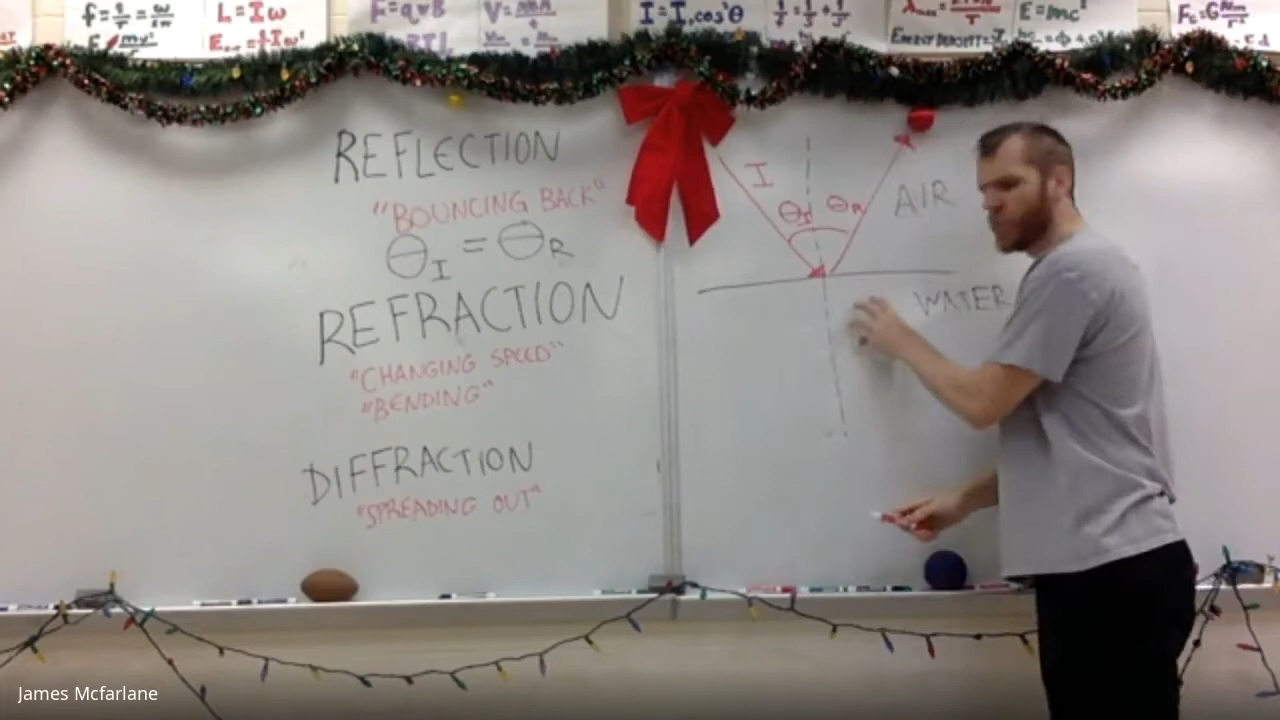 L = Iω
F = qvB
I = I₀cos²θ
E = mc²
REFLECTION
"BOUNCING BACK"
θI = θR
REFRACTION
"CHANGING SPEED"
"BENDING"
DIFFRACTION
"SPREADING OUT"
I
θI θR
AIR
WATER
James Mcfarlane